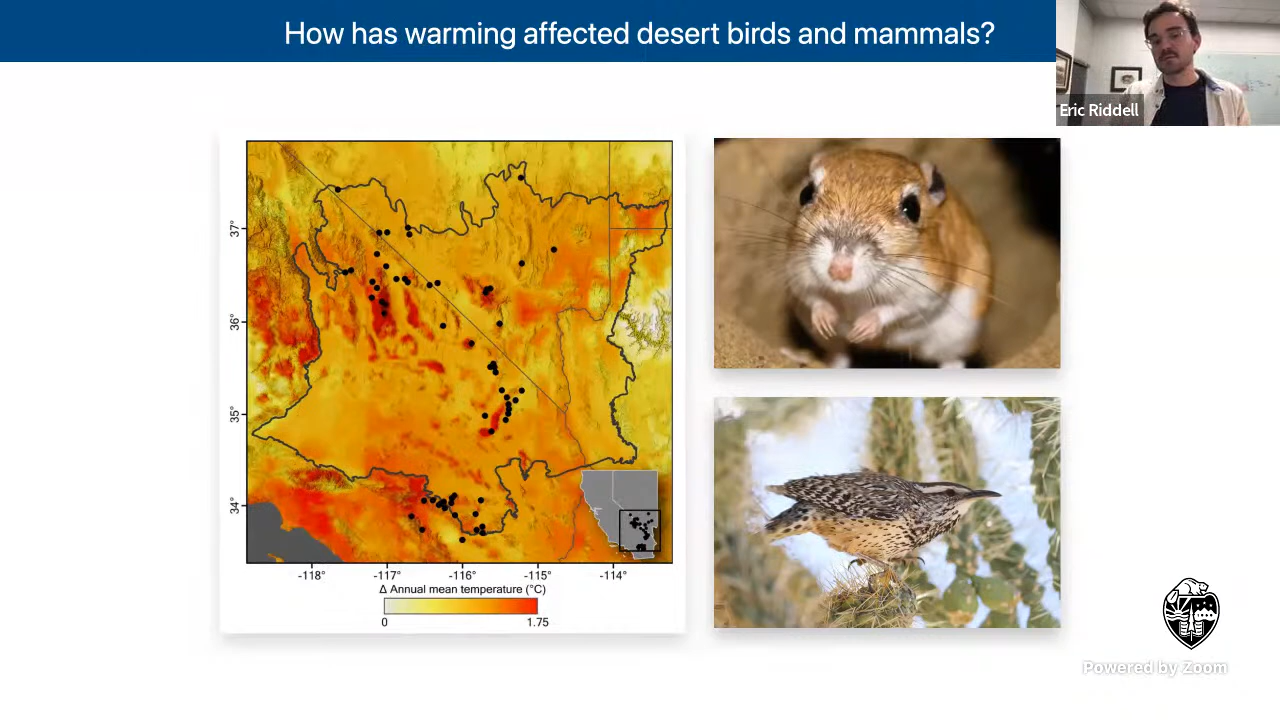 How has warming affected desert birds and mammals?
Eric Riddell
37°
36°
35°
34°
-118°
-117°
-116°
-115°
-114°
Δ Annual mean temperature (°C)
0
1.75
Powered by Zoom